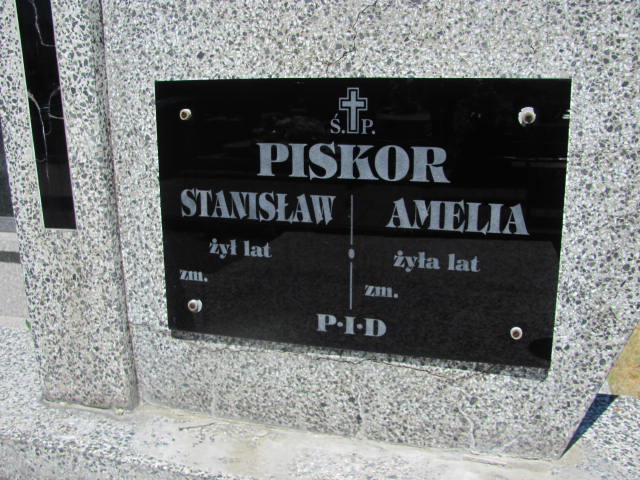 Ś.P.
PISKOR
STANISŁAW
żył lat
zm.
AMELIA
żyła lat
zm.
P·I·D